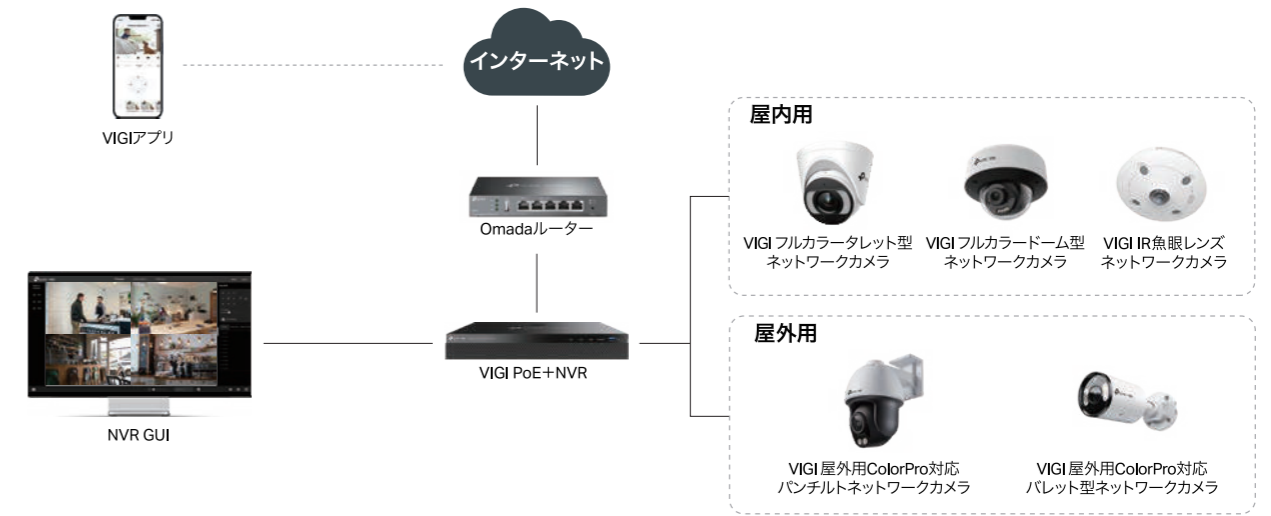 インターネット
VIGIアプリ
Omadaルーター
NVR GUI
VIGI PoE+NVR
屋内用
VIGI フルカラータレット型
ネットワークカメラ
VIGI フルカラードーム型
ネットワークカメラ
VIGI IR魚眼レンズ
ネットワークカメラ
屋外用
VIGI 屋外用ColorPro対応
パンチルトネットワークカメラ
VIGI 屋外用ColorPro対応
バレット型ネットワークカメラ